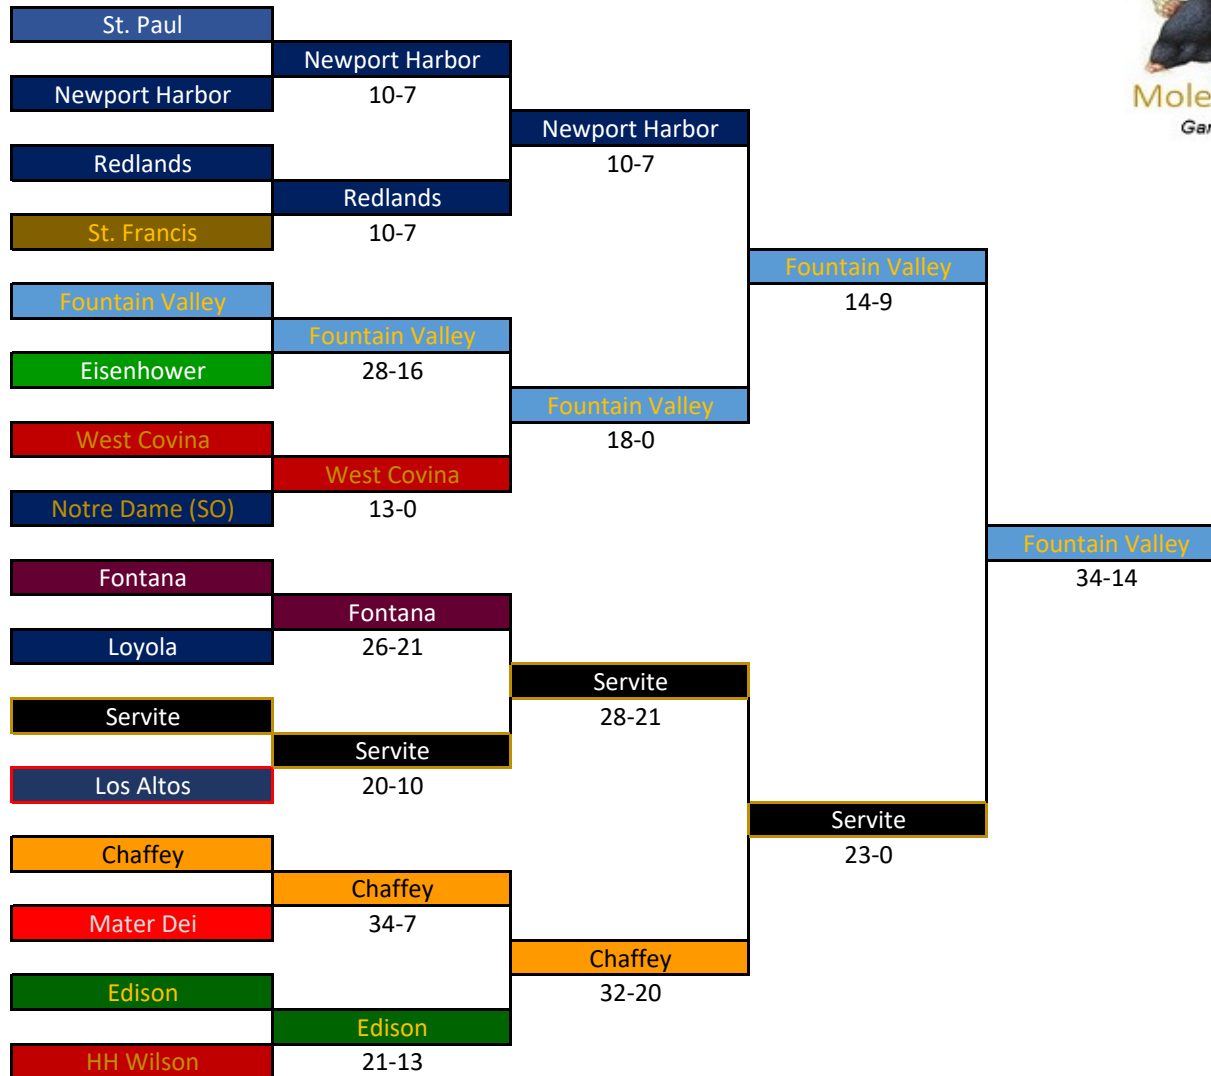 St. Paul
Newport Harbor
Newport Harbor
10-7
Newport Harbor
Redlands
10-7
Redlands
St. Francis
10-7
Fountain Valley
14-9
Fountain Valley
Fountain Valley
Eisenhower
28-16
Fountain Valley
West Covina
18-0
West Covina
Notre Dame (SO)
13-0
Fountain Valley
Fontana
34-14
Fontana
Loyola
26-21
Servite
Servite
28-21
Servite
Los Altos
20-10
Servite
Chaffey
23-0
Chaffey
Mater Dei
34-7
Chaffey
Edison
32-20
Edison
HH Wilson
21-13
Mole
Gar